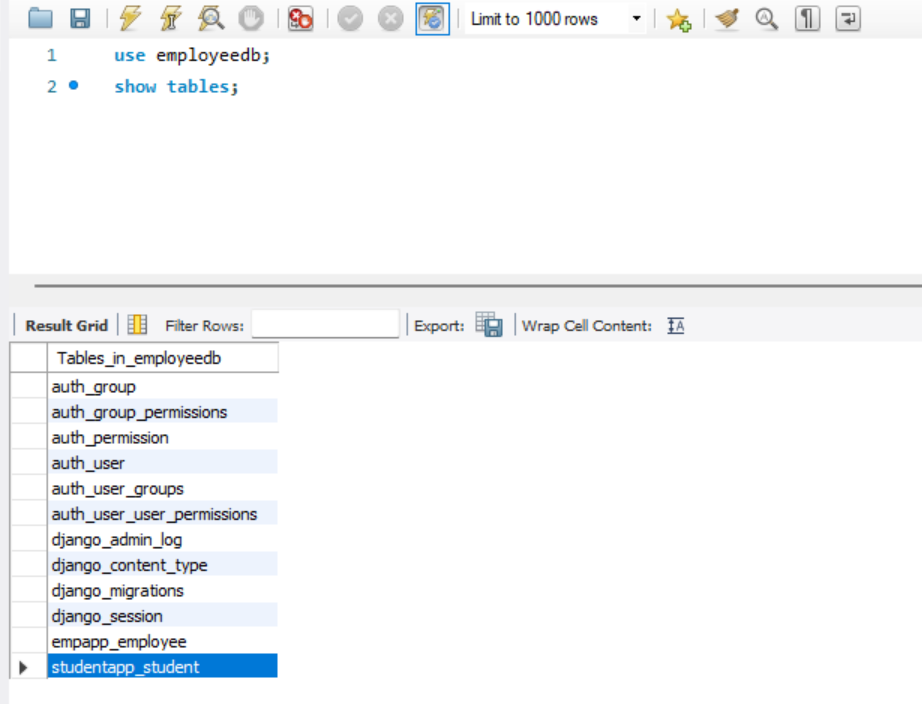 Limit to 1000 rows
1 use employeedb;
2 show tables;
Result Grid Filter Rows: Export: Wrap Cell Content:
Tables_in_employeedb
auth_group
auth_group_permissions
auth_permission
auth_user
auth_user_groups
auth_user_user_permissions
django_admin_log
django_content_type
django_migrations
django_session
empapp_employee
studentapp_student